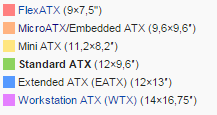 FlexATX (9×7,5")
MicroATX/Embedded ATX (9,6×9,6")
Mini ATX (11,2×8,2")
Standard ATX (12×9,6")
Extended ATX (EATX) (12×13")
Workstation ATX (WTX) (14×16,75")